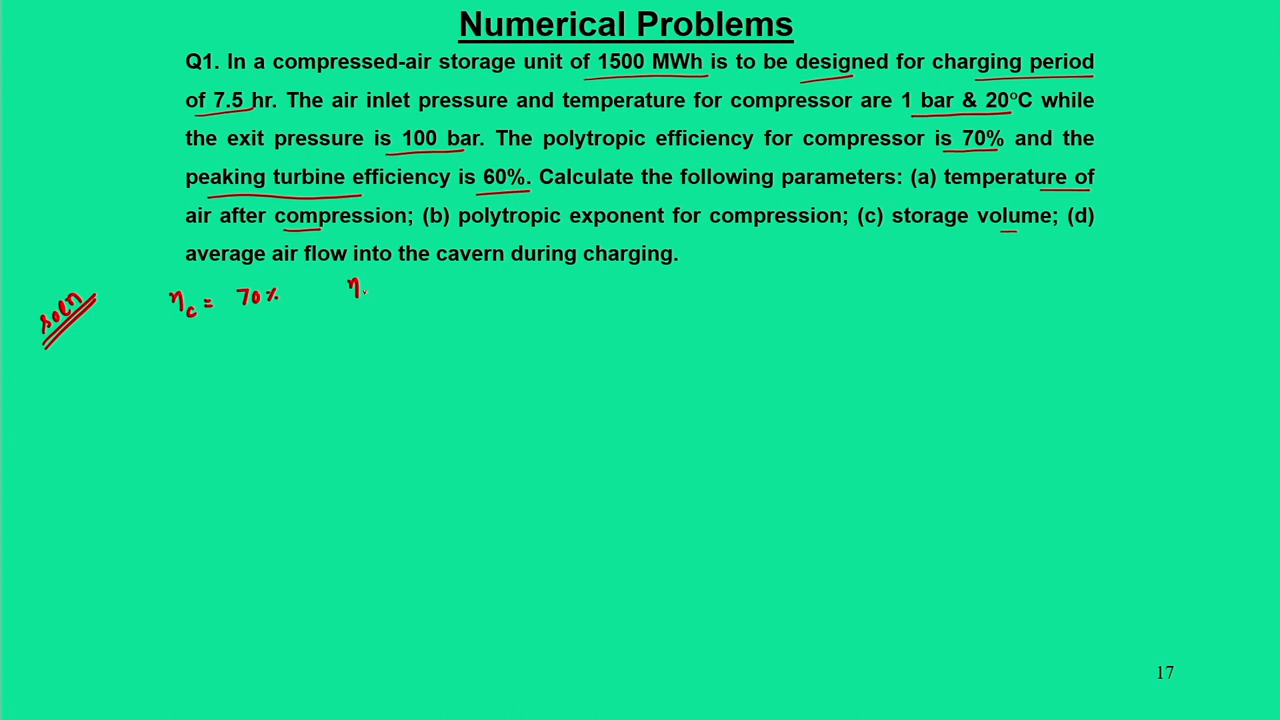 Numerical Problems
Q1. In a compressed-air storage unit of 1500 MWh is to be designed for charging period
of 7.5 hr. The air inlet pressure and temperature for compressor are 1 bar & 20°C while
the exit pressure is 100 bar. The polytropic efficiency for compressor is 70% and the
peaking turbine efficiency is 60%. Calculate the following parameters: (a) temperature of
air after compression; (b) polytropic exponent for compression; (c) storage volume; (d)
average air flow into the cavern during charging.
soln η_c = 70% η
17